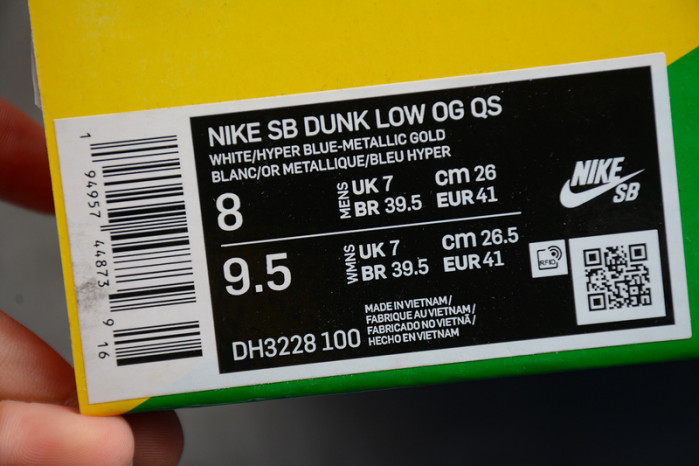 NIKE SB DUNK LOW OG QS
WHITE/HYPER BLUE-METALLIC GOLD
BLANC/OR METALLIQUE/BLEU HYPER
8
MENS
UK 7
cm 26
BR 39.5
EUR 41
9.5
WMNS
UK 7
cm 26.5
BR 39.5
EUR 41
NIKE
SB
RFID
DH3228 100
MADE IN VIETNAM/
FABRIQUE AU VIETNAM/
FABRICADO NO VIETNÃ/
HECHO EN VIETNAM
1 94957 44873 9 16